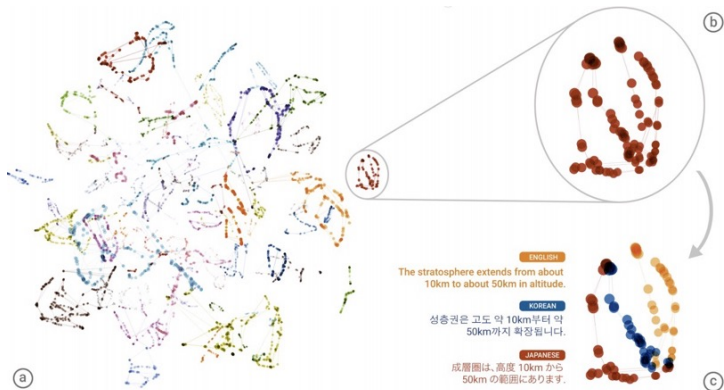 b
ENGLISH
The stratosphere extends from about
10km to about 50km in altitude.
KOREAN
성층권은 고도 약 10km부터 약
50km까지 확장됩니다.
JAPANESE
成層圏は、高度 10km から
50km の範囲にあります。
a
c